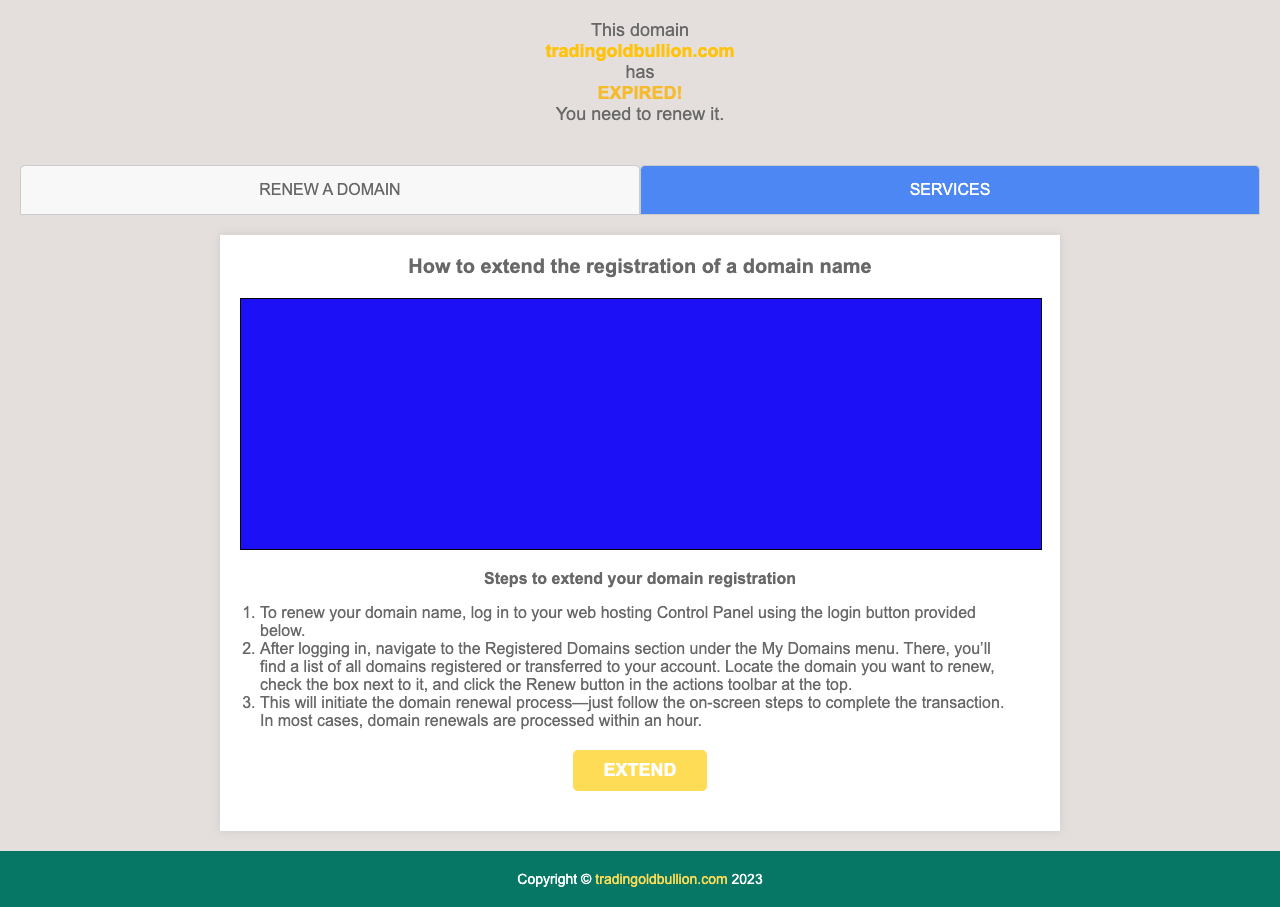 This domain
tradingoldbullion.com
has
EXPIRED!
You need to renew it.
RENEW A DOMAIN
SERVICES
How to extend the registration of a domain name
Steps to extend your domain registration
1. To renew your domain name, log in to your web hosting Control Panel using the login button provided
below.
2. After logging in, navigate to the Registered Domains section under the My Domains menu. There, you’ll
find a list of all domains registered or transferred to your account. Locate the domain you want to renew,
check the box next to it, and click the Renew button in the actions toolbar at the top.
3. This will initiate the domain renewal process—just follow the on-screen steps to complete the transaction.
In most cases, domain renewals are processed within an hour.
EXTEND
Copyright © tradingoldbullion.com 2023